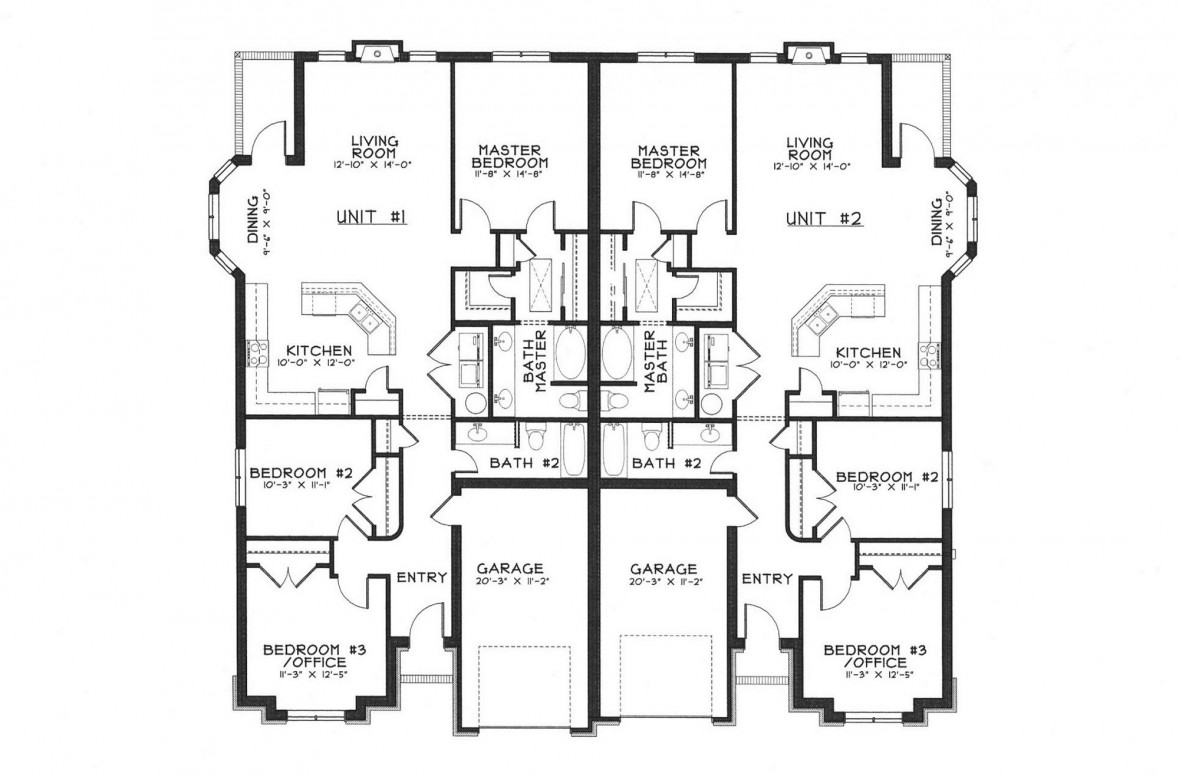 LIVING
ROOM
12'-10" X 14'-0"
MASTER
BEDROOM
11'-8" X 14'-8"
MASTER
BEDROOM
11'-8" X 14'-8"
LIVING
ROOM
12'-10" X 14'-0"
DINING
9'-6" X 9'-0"
UNIT #1
UNIT #2
DINING
9'-6" X 9'-0"
KITCHEN
10'-0" X 12'-0"
BATH
MASTER
MASTER
BATH
KITCHEN
10'-0" X 12'-0"
BEDROOM #2
10'-3" X 11'-1"
BATH #2
BATH #2
BEDROOM #2
10'-3" X 11'-1"
ENTRY
GARAGE
20'-3" X 11'-2"
GARAGE
20'-3" X 11'-2"
ENTRY
BEDROOM #3
/OFFICE
11'-3" X 12'-5"
BEDROOM #3
/OFFICE
11'-3" X 12'-5"